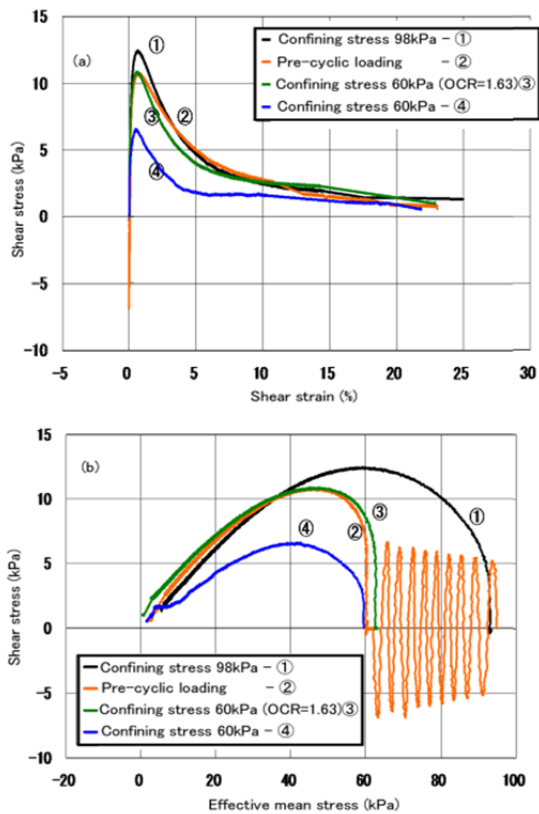 15
①
(a)
Confining stress 98kPa - ①
Pre-cyclic loading - ②
Confining stress 60kPa (OCR=1.63)③
Confining stress 60kPa - ④
10
③
②
5
④
0
-5
-10
Shear stress (kPa)
-5 0 5 10 15 20 25 30
Shear strain (%)
15
(b)
10
④
②
③
①
5
0
-5
-10
Shear stress (kPa)
Confining stress 98kPa - ①
Pre-cyclic loading - ②
Confining stress 60kPa (OCR=1.63)③
Confining stress 60kPa - ④
-20 0 20 40 60 80 100
Effective mean stress (kPa)